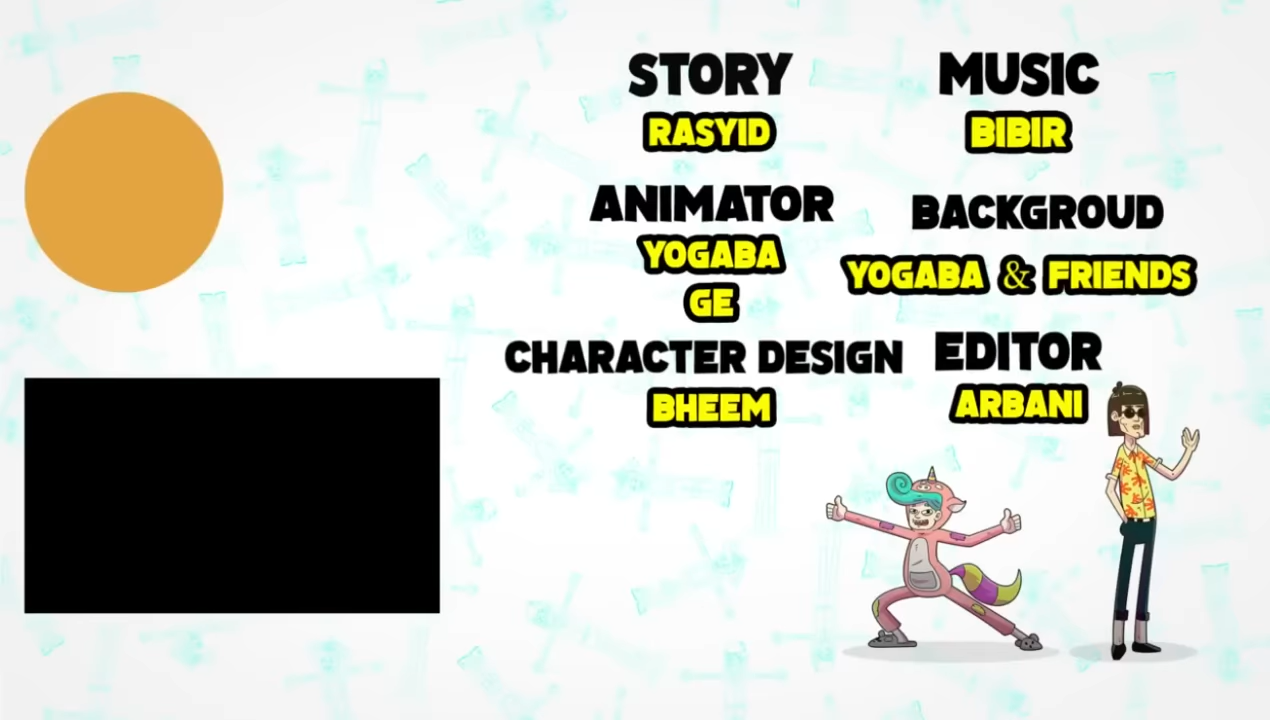 STORY
RASYID
MUSIC
BIBIR
ANIMATOR
YOGABA
GE
BACKGROUD
YOGABA & FRIENDS
CHARACTER DESIGN
BHEEM
EDITOR
ARBANI